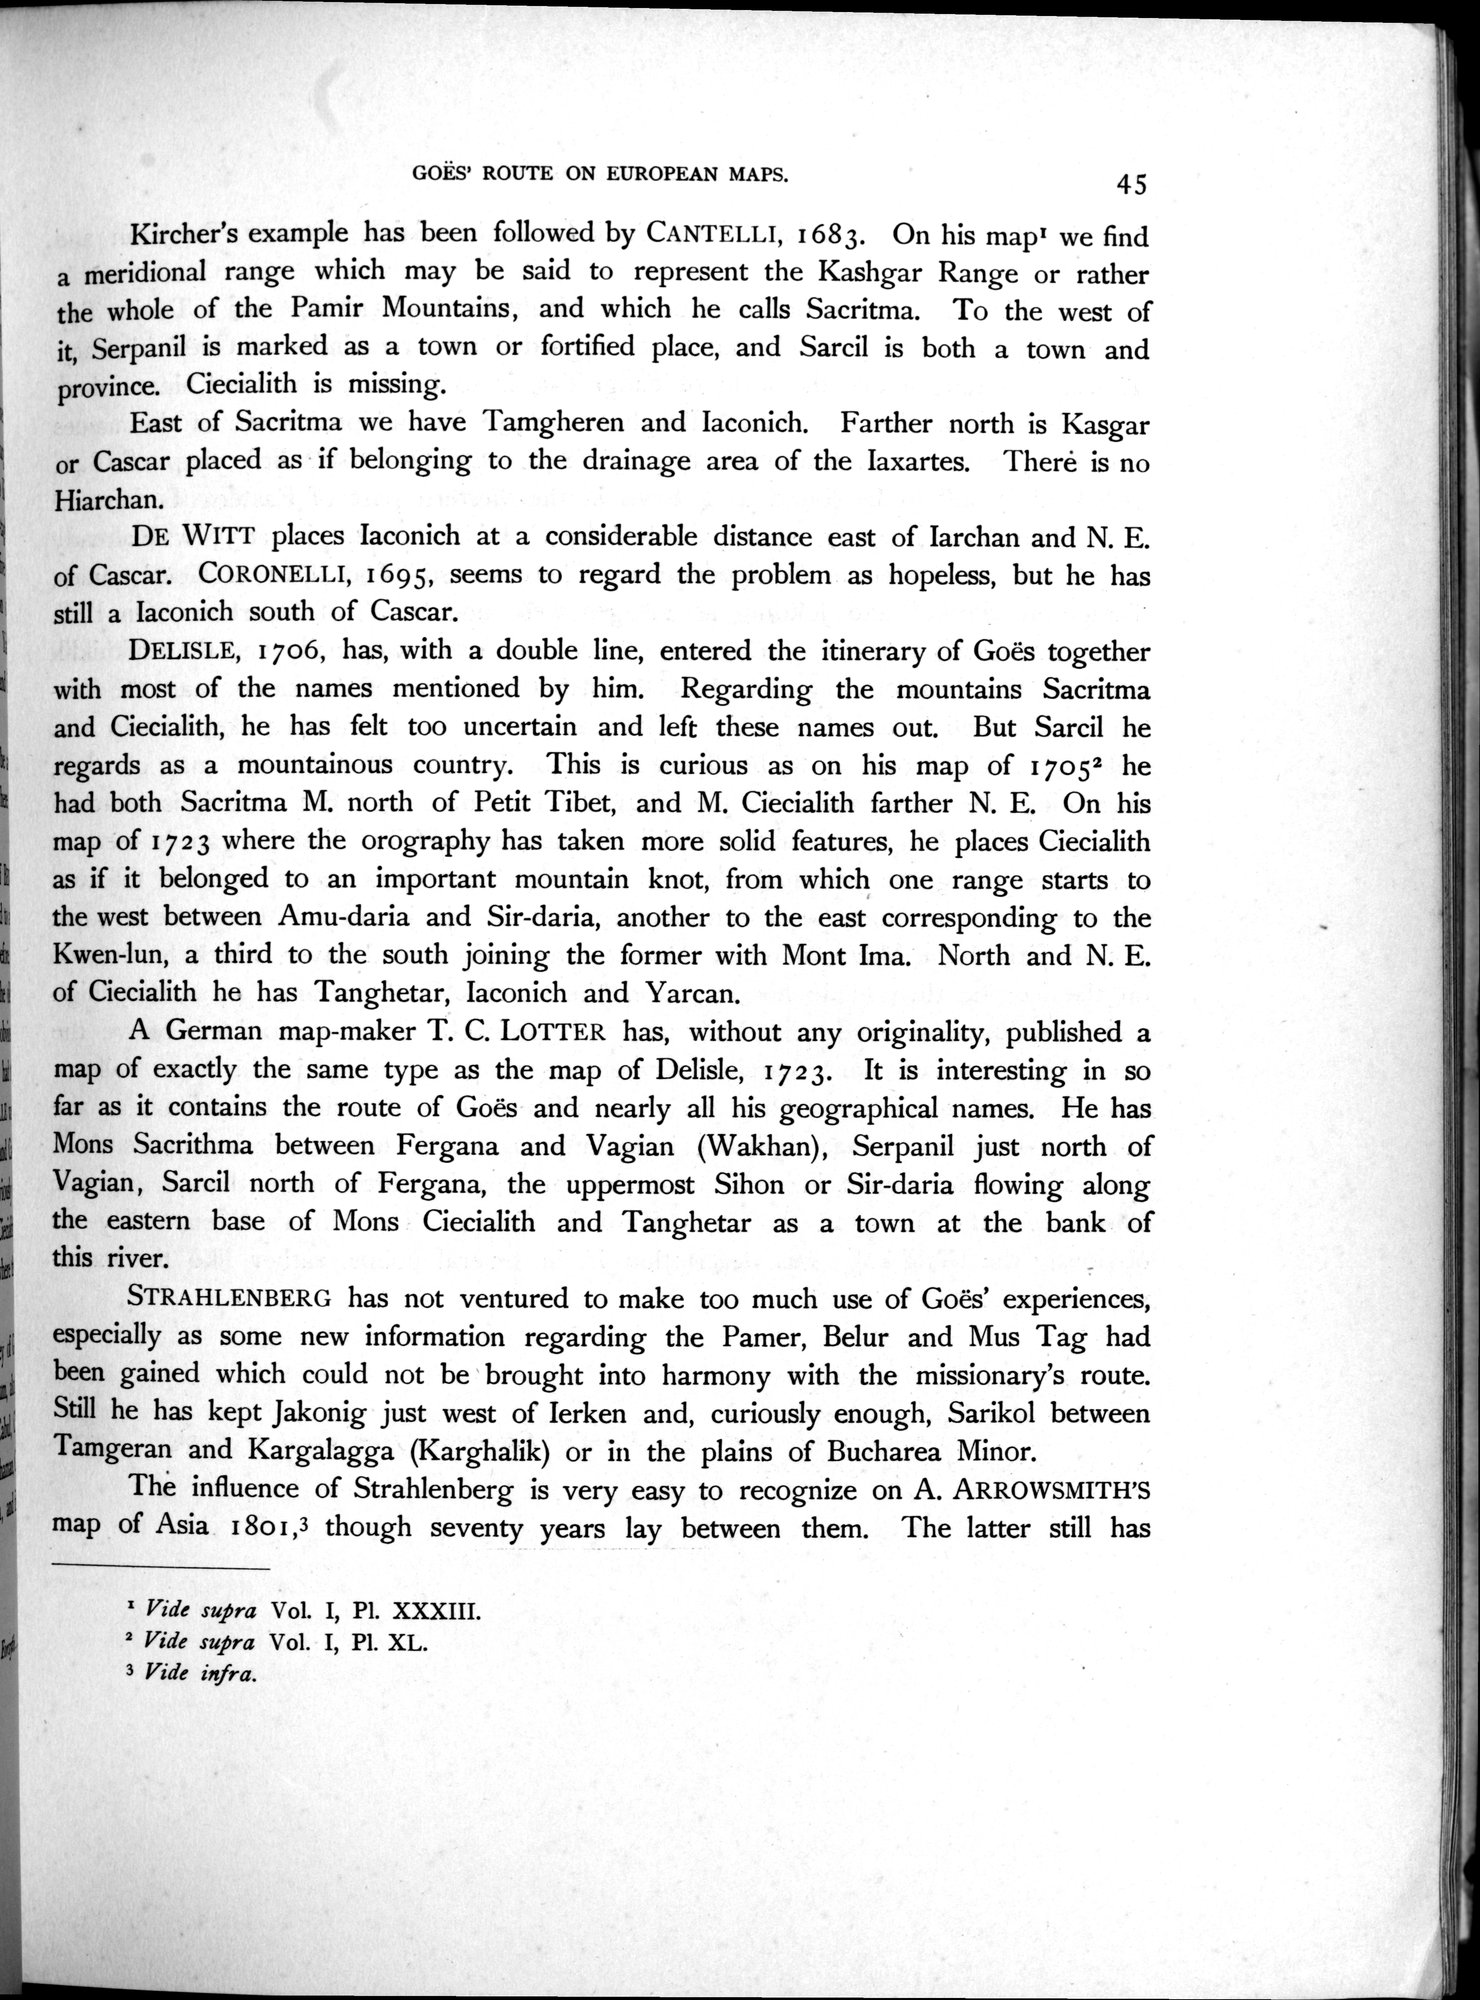 GOËS' ROUTE ON EUROPEAN MAPS.
45
Kircher's example has been followed by CANTELLI, 1683. On his map¹ we find
a meridional range which may be said to represent the Kashgar Range or rather
the whole of the Pamir Mountains, and which he calls Sacritma. To the west of
it, Serpanil is marked as a town or fortified place, and Sarcil is both a town and
province. Ciecialith is missing.
East of Sacritma we have Tamgheren and Iaconich. Farther north is Kasgar
or Cascar placed as if belonging to the drainage area of the Iaxartes. There is no
Hiarchan.
DE WITT places Iaconich at a considerable distance east of Iarchan and N. E.
of Cascar. CORONELLI, 1695, seems to regard the problem as hopeless, but he has
still a Iaconich south of Cascar.
DELISLE, 1706, has, with a double line, entered the itinerary of Goës together
with most of the names mentioned by him. Regarding the mountains Sacritma
and Ciecialith, he has felt too uncertain and left these names out. But Sarcil he
regards as a mountainous country. This is curious as on his map of 1705² he
had both Sacritma M. north of Petit Tibet, and M. Ciecialith farther N. E. On his
map of 1723 where the orography has taken more solid features, he places Ciecialith
as if it belonged to an important mountain knot, from which one range starts to
the west between Amu-daria and Sir-daria, another to the east corresponding to the
Kwen-lun, a third to the south joining the former with Mont Ima. North and N. E.
of Ciecialith he has Tanghetar, Iaconich and Yarcan.
A German map-maker T. C. LOTTER has, without any originality, published a
map of exactly the same type as the map of Delisle, 1723. It is interesting in so
far as it contains the route of Goës and nearly all his geographical names. He has
Mons Sacrithma between Fergana and Vagian (Wakhan), Serpanil just north of
Vagian, Sarcil north of Fergana, the uppermost Sihon or Sir-daria flowing along
the eastern base of Mons Ciecialith and Tanghetar as a town at the bank of
this river.
STRAHLENBERG has not ventured to make too much use of Goës' experiences,
especially as some new information regarding the Pamer, Belur and Mus Tag had
been gained which could not be brought into harmony with the missionary's route.
Still he has kept Jakonig just west of Ierken and, curiously enough, Sarikol between
Tamgeran and Kargalagga (Karghalik) or in the plains of Bucharea Minor.
The influence of Strahlenberg is very easy to recognize on A. ARROWSMITH'S
map of Asia 1801,³ though seventy years lay between them. The latter still has
¹ Vide supra Vol. I, Pl. XXXIII.
² Vide supra Vol. I, Pl. XL.
³ Vide infra.